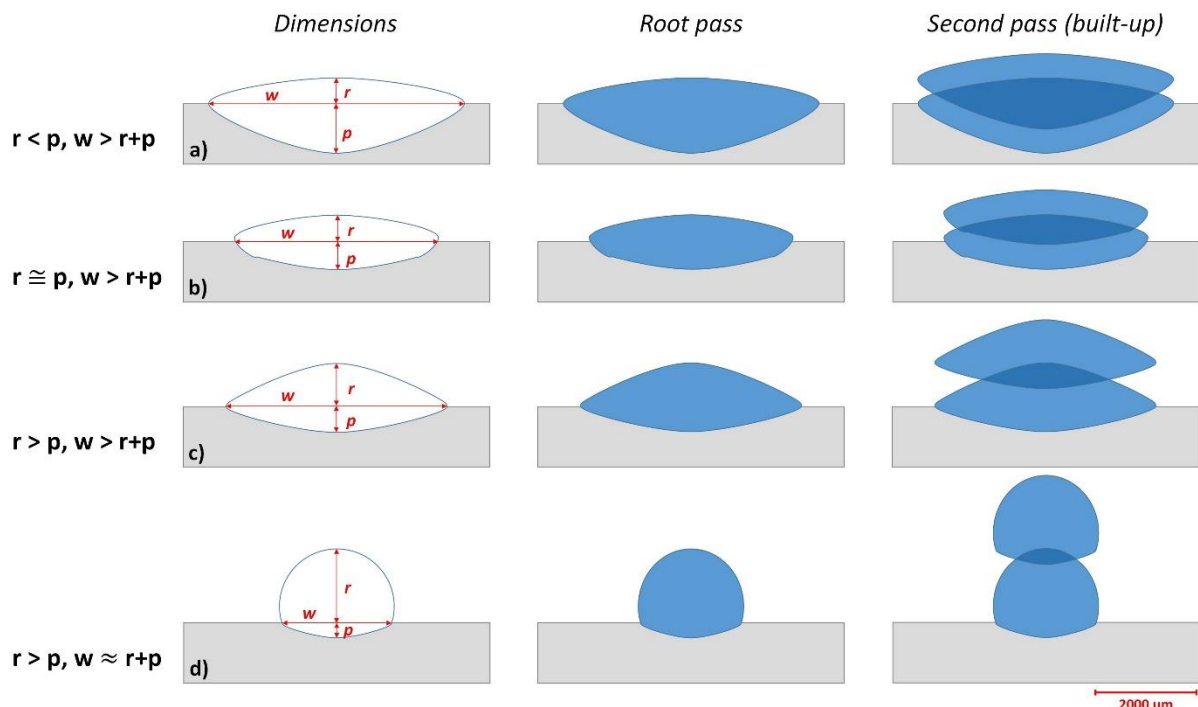 Dimensions
Root pass
Second pass (built-up)
r < p, w > r+p
w
r
p
a)
r ≅ p, w > r+p
w
r
p
b)
r > p, w > r+p
w
r
p
c)
r > p, w ≈ r+p
r
w
p
d)
2000 µm